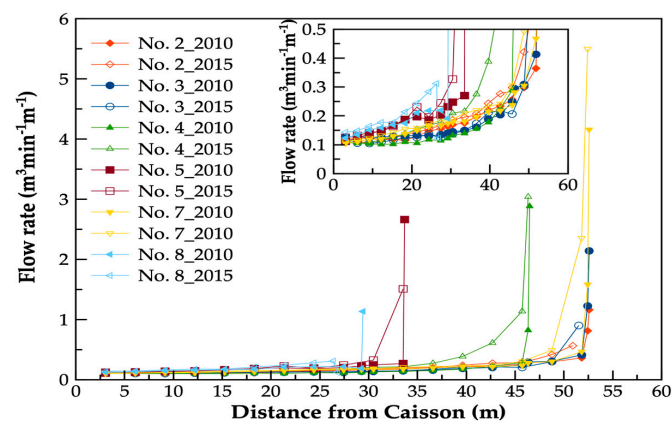 6
5
4
3
2
1
0
Flow rate (m³min⁻¹m⁻¹)
No. 2_2010
No. 2_2015
No. 3_2010
No. 3_2015
No. 4_2010
No. 4_2015
No. 5_2010
No. 5_2015
No. 7_2010
No. 7_2010
No. 8_2010
No. 8_2015
0.5
0.4
0.3
0.2
0.1
0
Flow rate (m³min⁻¹m⁻¹)
0 20 40 60
0 5 10 15 20 25 30 35 40 45 50 55 60
Distance from Caisson (m)